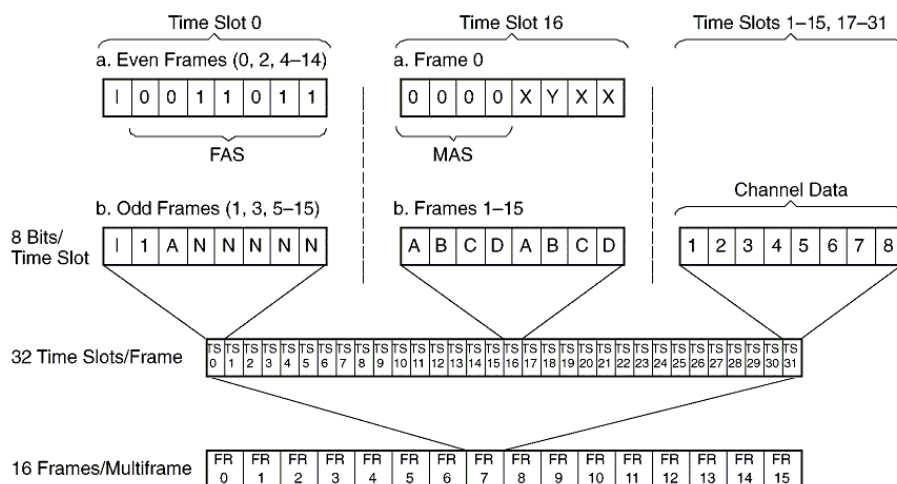 Time Slot 0 Time Slot 16 Time Slots 1–15, 17–31
a. Even Frames (0, 2, 4–14) a. Frame 0
I 0 0 1 1 0 1 1 0 0 0 0 X Y X X
FAS MAS
Channel Data
b. Odd Frames (1, 3, 5–15) b. Frames 1–15
8 Bits/
Time Slot
I 1 A N N N N N A B C D A B C D 1 2 3 4 5 6 7 8
32 Time Slots/Frame
TS TS TS TS TS TS TS TS TS TS TS TS TS TS TS TS TS TS TS TS TS TS TS TS TS TS TS TS TS TS TS TS
0 1 2 3 4 5 6 7 8 9 10 11 12 13 14 15 16 17 18 19 20 21 22 23 24 25 26 27 28 29 30 31
16 Frames/Multiframe
FR FR FR FR FR FR FR FR FR FR FR FR FR FR FR FR
0 1 2 3 4 5 6 7 8 9 10 11 12 13 14 15